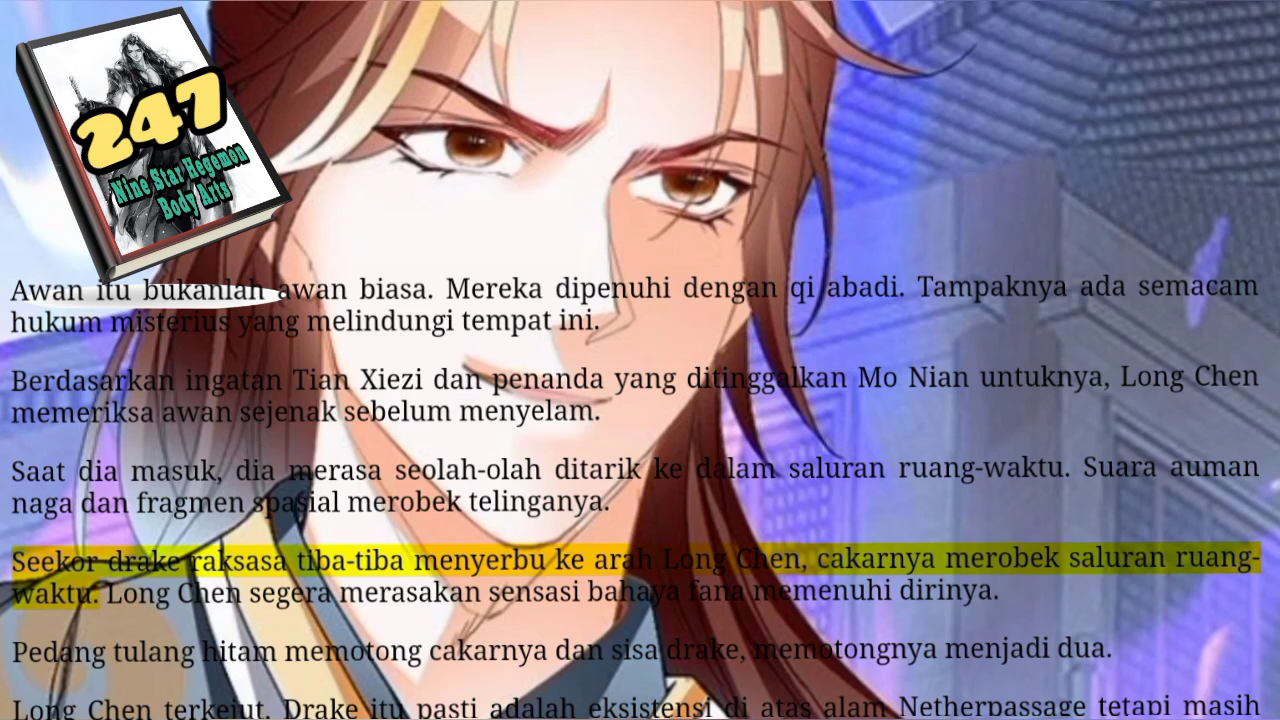 247
Nine Star Hegemon
Body Arts
Awan itu bukanlah awan biasa. Mereka dipenuhi dengan qi abadi. Tampaknya ada semacam
hukum misterius yang melindungi tempat ini.
Berdasarkan ingatan Tian Xiezi dan penanda yang ditinggalkan Mo Nian untuknya, Long Chen
memeriksa awan sejenak sebelum menyelam.
Saat dia masuk, dia merasa seolah-olah ditarik ke dalam saluran ruang-waktu. Suara auman
naga dan fragmen spasial merobek telinganya.
Seekor drake raksasa tiba-tiba menyerbu ke arah Long Chen, cakarnya merobek saluran ruang-
waktu. Long Chen segera merasakan sensasi bahaya fana memenuhi dirinya.
Pedang tulang hitam memotong cakarnya dan sisa drake, memotongnya menjadi dua.
Long Chen terkejut. Drake itu pasti adalah eksistensi di atas alam Netherpassage tetapi masih